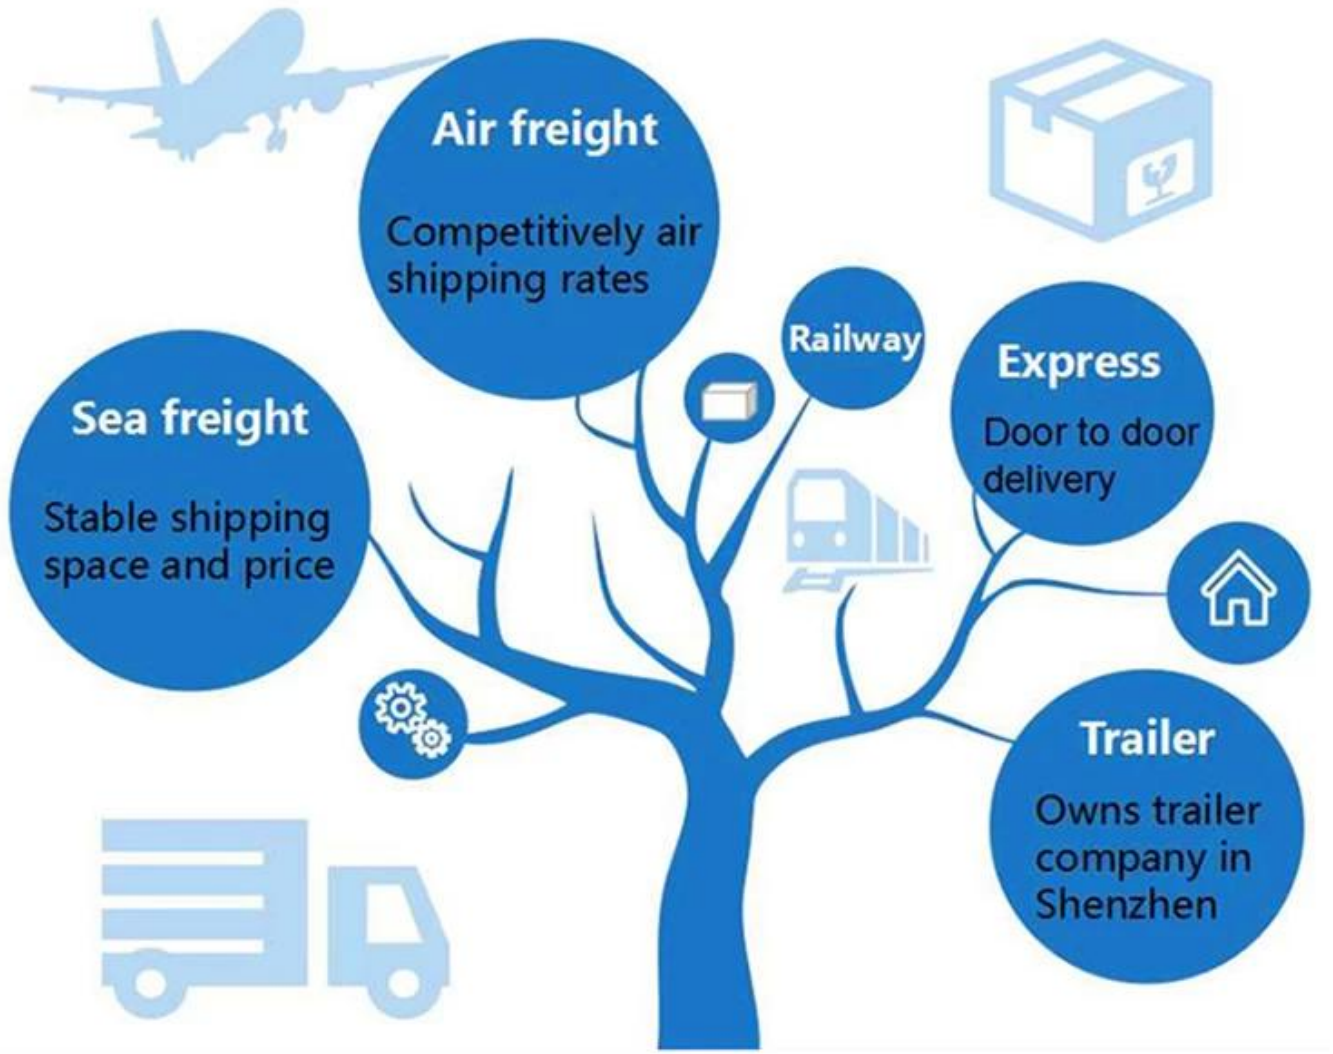 Air freight
Competitively air
shipping rates
Railway
Express
Door to door
delivery
Sea freight
Stable shipping
space and price
Trailer
Owns trailer
company in
Shenzhen